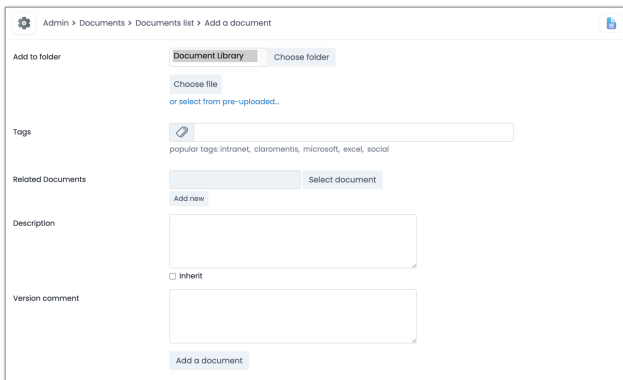 Admin > Documents > Documents list > Add a document
Add to folder
Document Library
Choose folder
Choose file
or select from pre-uploaded...
Tags
popular tags: intranet, claromentis, microsoft, excel, social
Related Documents
Select document
Add new
Description
Inherit
Version comment
Add a document